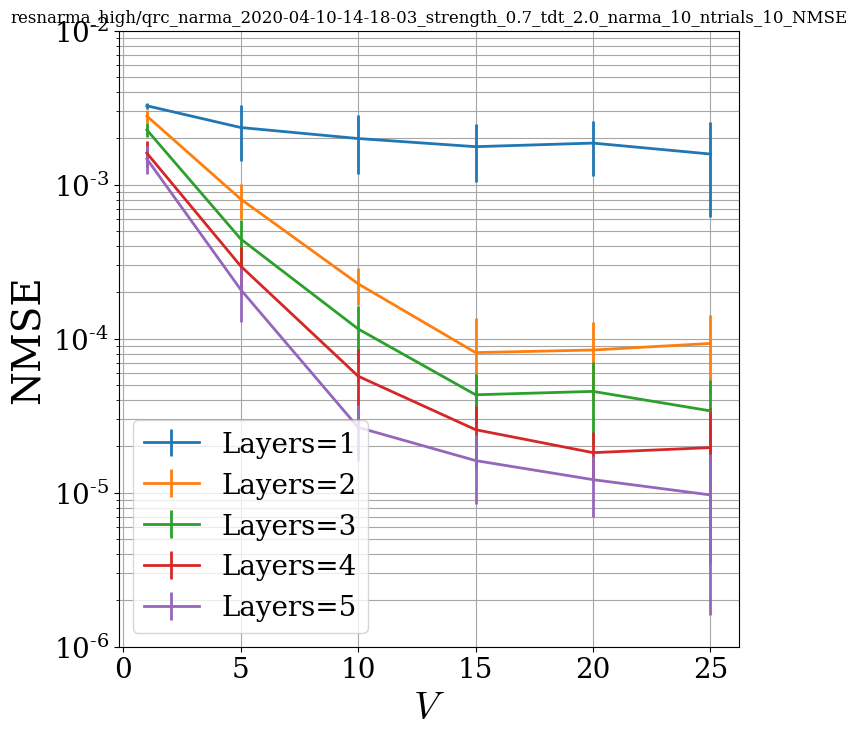 resnarma_high/qrc_narma_2020-04-10-14-18-03_strength_0.7_tdt_2.0_narma_10_ntrials_10_NMSE
10^-2
10^-3
10^-4
10^-5
10^-6
NMSE
Layers=1
Layers=2
Layers=3
Layers=4
Layers=5
0 5 10 15 20 25
V